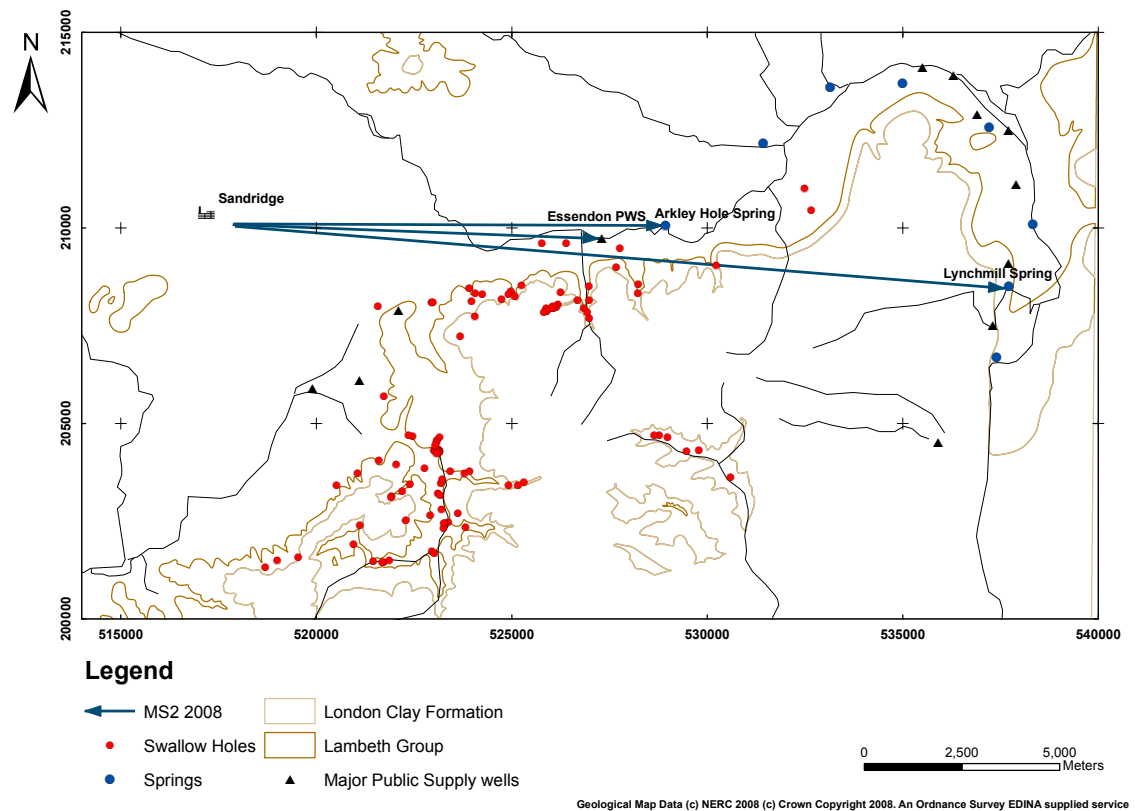 N
215000
210000
205000
200000
Sandridge
Essendon PWS
Arkley Hole Spring
Lynchmill Spring
515000 520000 525000 530000 535000 540000
Legend
MS2 2008
London Clay Formation
Swallow Holes
Lambeth Group
Springs
Major Public Supply wells
0 2,500 5,000
Meters
Geological Map Data (c) NERC 2008 (c) Crown Copyright 2008. An Ordnance Survey EDINA supplied service